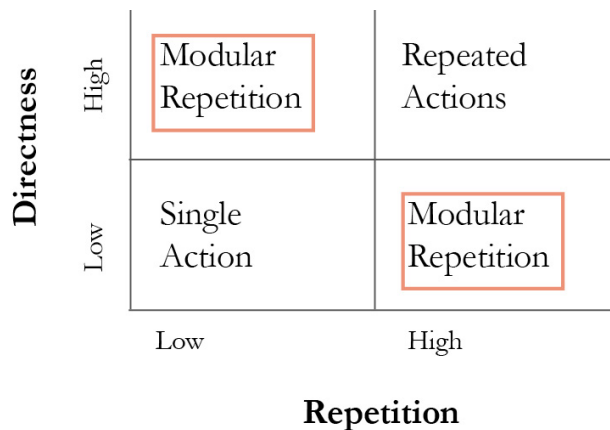 Directness
High
Modular
Repetition
Repeated
Actions
Low
Single
Action
Modular
Repetition
Low
High
Repetition